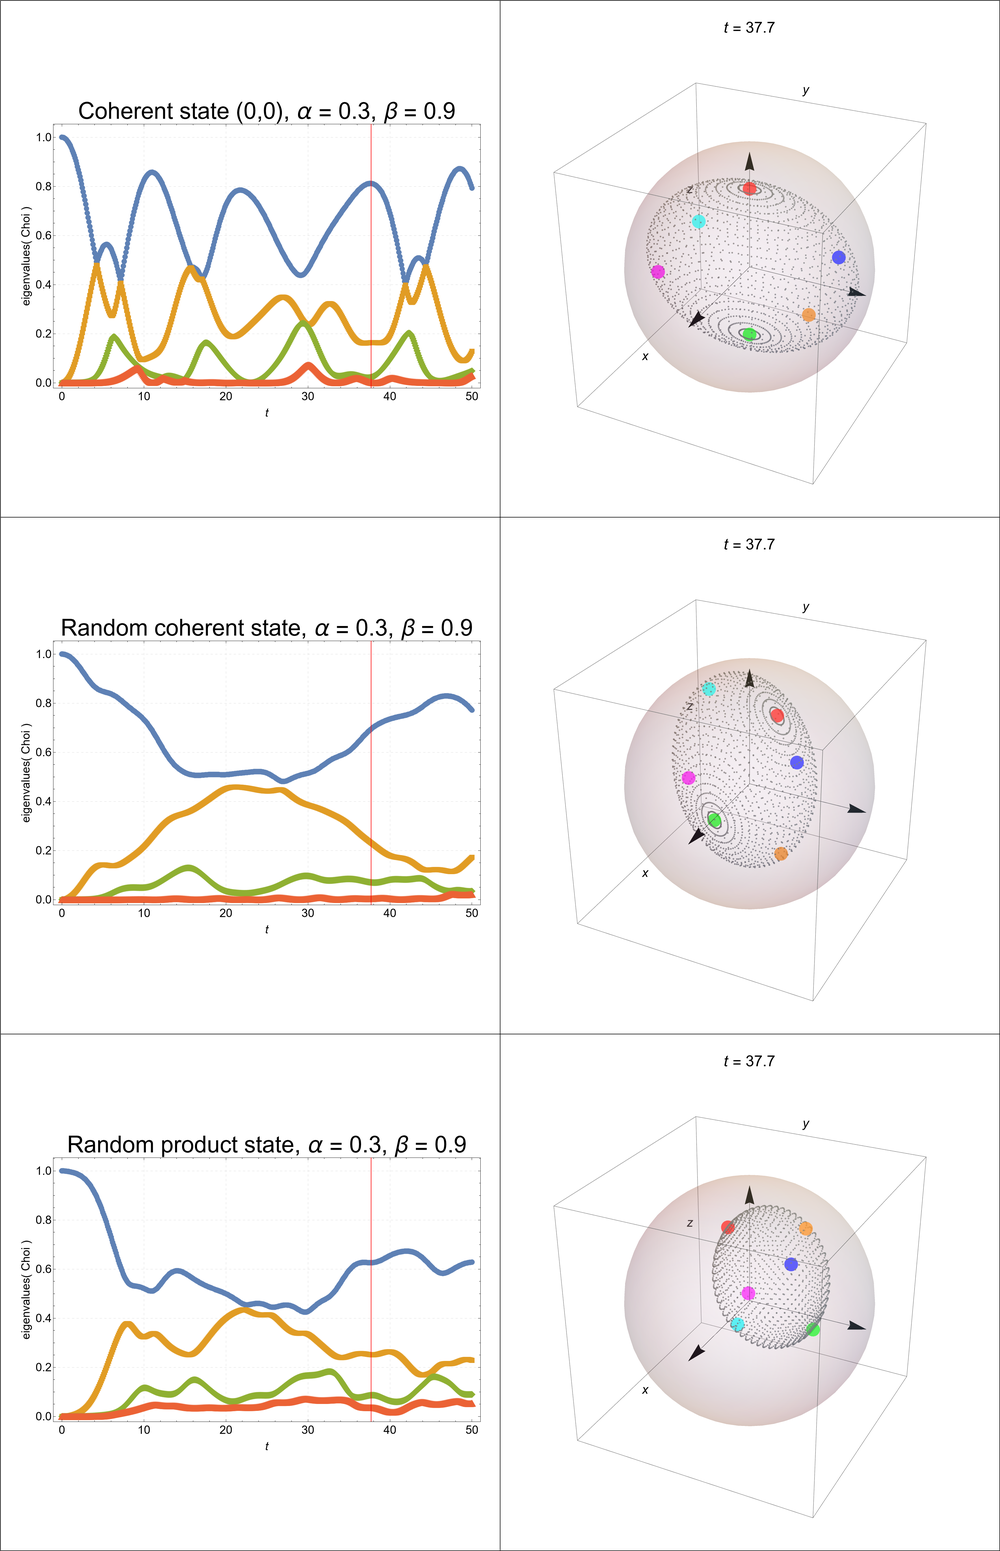 Coherent state (0,0), α = 0.3, β = 0.9
1.0
0.8
0.6
0.4
0.2
0.0
eigenvalues( Choi )
0
10
20
30
40
50
t
t = 37.7
y
z
x
Random coherent state, α = 0.3, β = 0.9
1.0
0.8
0.6
0.4
0.2
0.0
eigenvalues( Choi )
0
10
20
30
40
50
t
t = 37.7
y
z
x
Random product state, α = 0.3, β = 0.9
1.0
0.8
0.6
0.4
0.2
0.0
eigenvalues( Choi )
0
10
20
30
40
50
t
t = 37.7
y
z
x